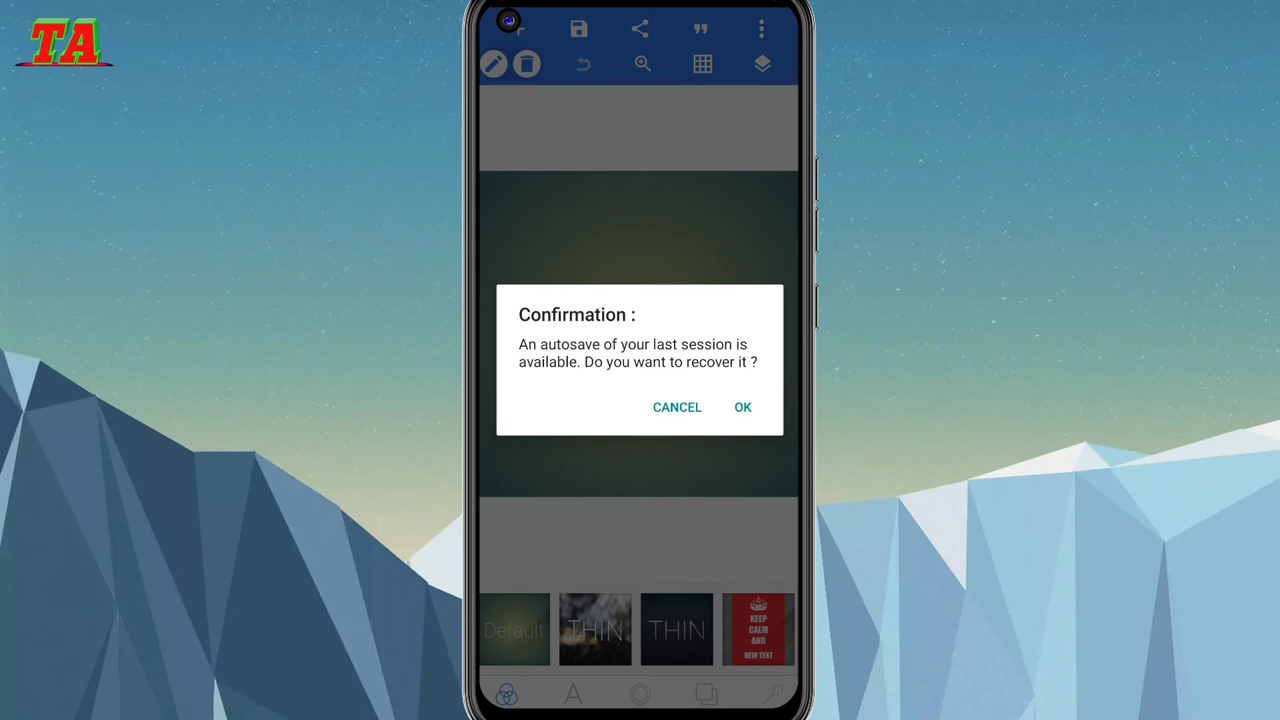 TA
Confirmation :
An autosave of your last session is
available. Do you want to recover it ?
CANCEL OK
Default
THIN
THIN
KEEP
CALM
AND
NEW TEXT
A